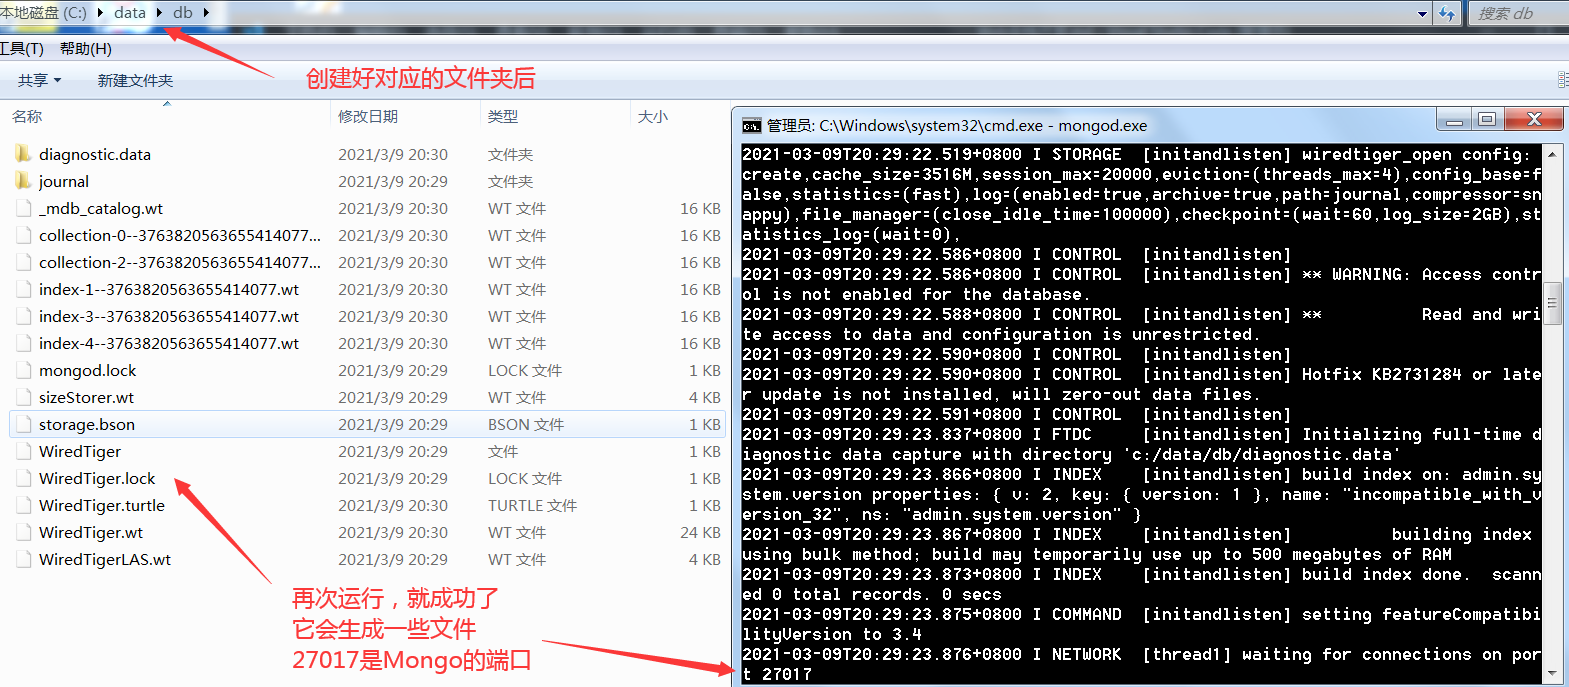 本地磁盘 (C:) ▸ data ▸ db ▸
搜索 db
工具(T) 帮助(H)
共享 新建文件夹
创建好对应的文件夹后
名称 修改日期 类型 大小
diagnostic.data 2021/3/9 20:30 文件夹
journal 2021/3/9 20:29 文件夹
_mdb_catalog.wt 2021/3/9 20:30 WT 文件 16 KB
collection-0--3763820563655414077... 2021/3/9 20:30 WT 文件 16 KB
collection-2--3763820563655414077... 2021/3/9 20:30 WT 文件 16 KB
index-1--3763820563655414077.wt 2021/3/9 20:30 WT 文件 16 KB
index-3--3763820563655414077.wt 2021/3/9 20:30 WT 文件 16 KB
index-4--3763820563655414077.wt 2021/3/9 20:30 WT 文件 16 KB
mongod.lock 2021/3/9 20:29 LOCK 文件 1 KB
sizeStorer.wt 2021/3/9 20:29 WT 文件 4 KB
storage.bson 2021/3/9 20:29 BSON 文件 1 KB
WiredTiger 2021/3/9 20:29 文件 1 KB
WiredTiger.lock 2021/3/9 20:29 LOCK 文件 1 KB
WiredTiger.turtle 2021/3/9 20:30 TURTLE 文件 1 KB
WiredTiger.wt 2021/3/9 20:30 WT 文件 24 KB
WiredTigerLAS.wt 2021/3/9 20:29 WT 文件 4 KB
再次运行，就成功了
它会生成一些文件
27017是Mongo的端口
管理员: C:\Windows\system32\cmd.exe - mongod.exe
2021-03-09T20:29:22.519+0800 I STORAGE  [initandlisten] wiredtiger_open config:
create,cache_size=3516M,session_max=20000,eviction=(threads_max=4),config_base=f
alse,statistics=(fast),log=(enabled=true,archive=true,path=journal,compressor=sn
appy),file_manager=(close_idle_time=100000),checkpoint=(wait=60,log_size=2GB),st
atistics_log=(wait=0),
2021-03-09T20:29:22.586+0800 I CONTROL  [initandlisten]
2021-03-09T20:29:22.586+0800 I CONTROL  [initandlisten] ** WARNING: Access contr
ol is not enabled for the database.
2021-03-09T20:29:22.588+0800 I CONTROL  [initandlisten] **          Read and wri
te access to data and configuration is unrestricted.
2021-03-09T20:29:22.590+0800 I CONTROL  [initandlisten]
2021-03-09T20:29:22.590+0800 I CONTROL  [initandlisten] Hotfix KB2731284 or late
r update is not installed, will zero-out data files.
2021-03-09T20:29:22.591+0800 I CONTROL  [initandlisten]
2021-03-09T20:29:23.837+0800 I FTDC     [initandlisten] Initializing full-time d
iagnostic data capture with directory 'c:/data/db/diagnostic.data'
2021-03-09T20:29:23.866+0800 I INDEX    [initandlisten] build index on: admin.sy
stem.version properties: { v: 2, key: { version: 1 }, name: "incompatible_with_v
ersion_32", ns: "admin.system.version" }
2021-03-09T20:29:23.867+0800 I INDEX    [initandlisten]          building index
using bulk method; build may temporarily use up to 500 megabytes of RAM
2021-03-09T20:29:23.873+0800 I INDEX    [initandlisten] build index done.  scann
ed 0 total records. 0 secs
2021-03-09T20:29:23.875+0800 I COMMAND  [initandlisten] setting featureCompatibi
lityVersion to 3.4
2021-03-09T20:29:23.876+0800 I NETWORK  [thread1] waiting for connections on por
t 27017